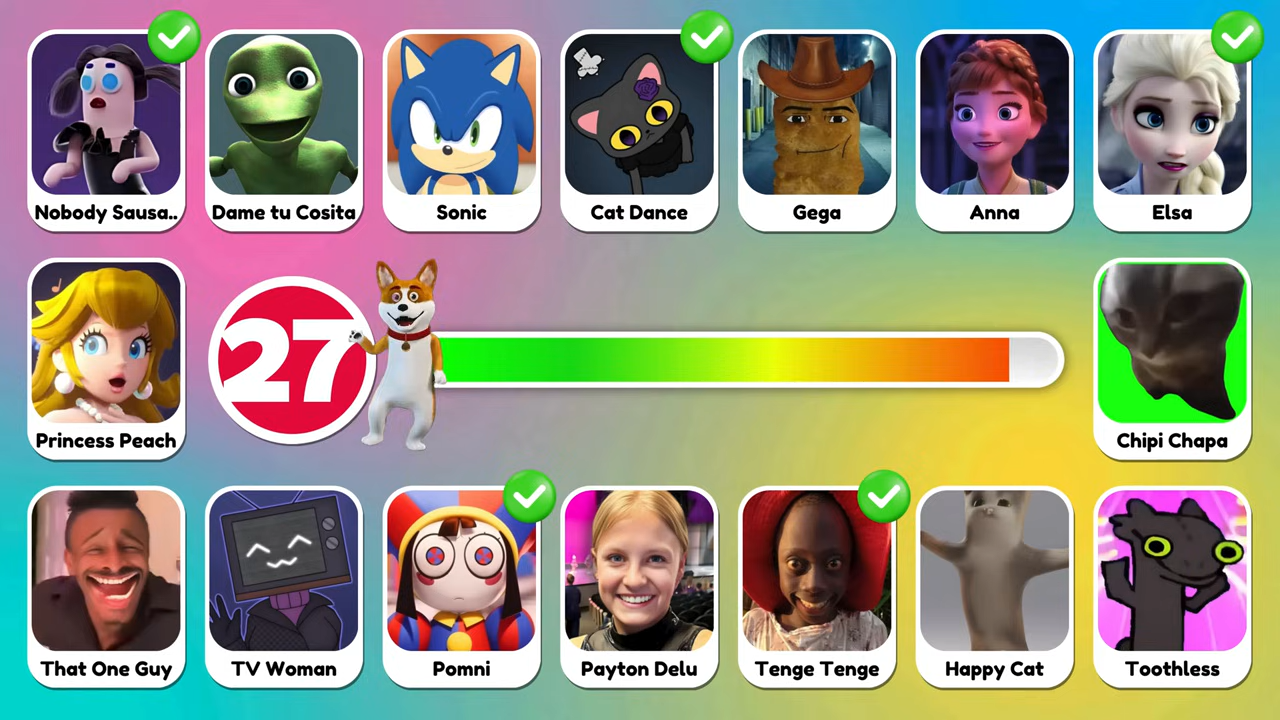 Nobody Sausa..
Dame tu Cosita
Sonic
Cat Dance
Gega
Anna
Elsa
Princess Peach
27
Chipi Chapa
That One Guy
TV Woman
Pomni
Payton Delu
Tenge Tenge
Happy Cat
Toothless